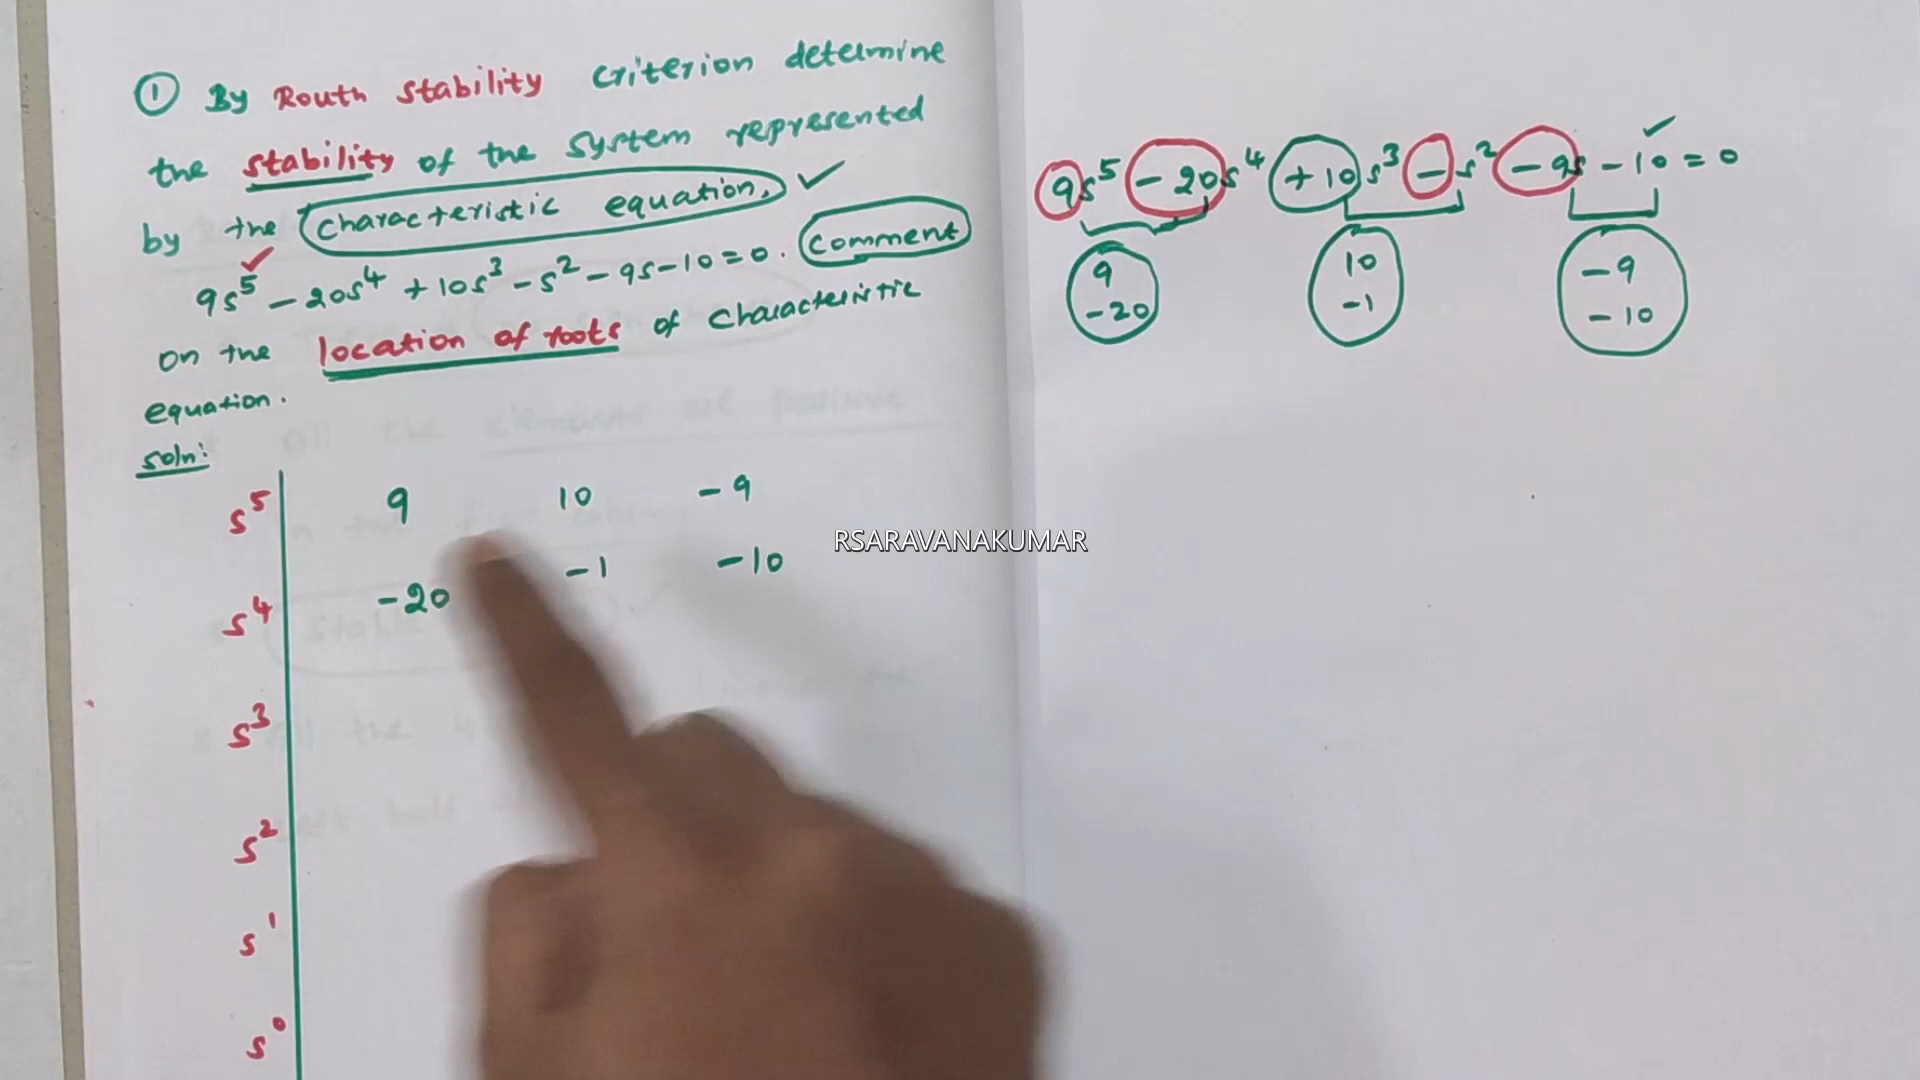 ① By Routh stability criterion determine
the stability of the system represented
by the characteristic equation, ✓
9s⁵ - 20s⁴ + 10s³ - s² - 9s - 10 = 0. comment
on the location of roots of characteristic
equation.
soln:
s⁵ 9 10 -9
s⁴ -20 -1 -10
s³
s²
s¹
s⁰
9s⁵ - 20s⁴ + 10s³ - s² - 9s - 10 = 0
9 10 -9
-20 -1 -10
RSARAVANAKUMAR